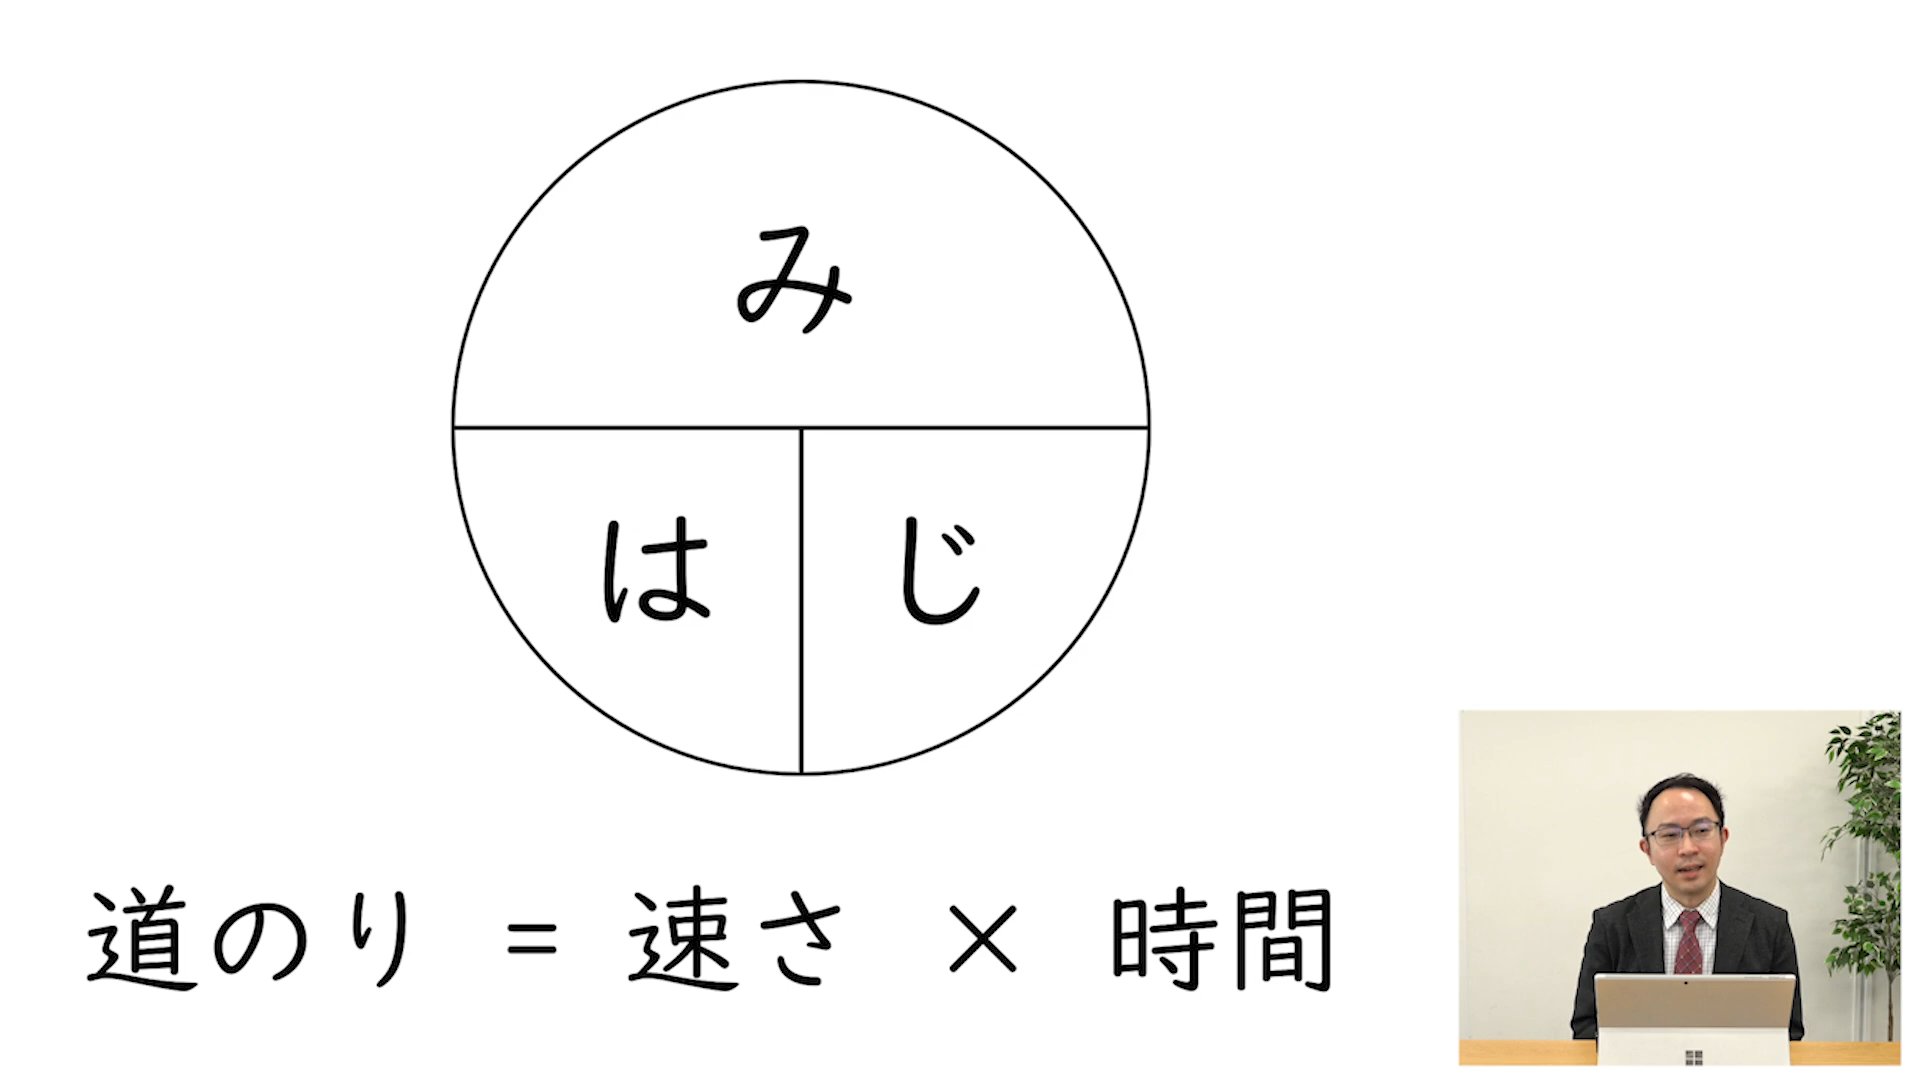 み
は じ
道のり = 速さ × 時間